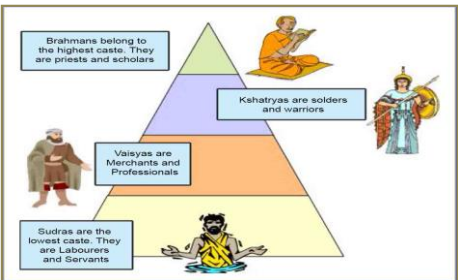 Brahmans belong to
the highest caste. They
are priests and scholars
Kshatryas are solders
and warriors
Vaisyas are
Merchants and
Professionals
Sudras are the
lowest caste. They
are Labourers
and Servants